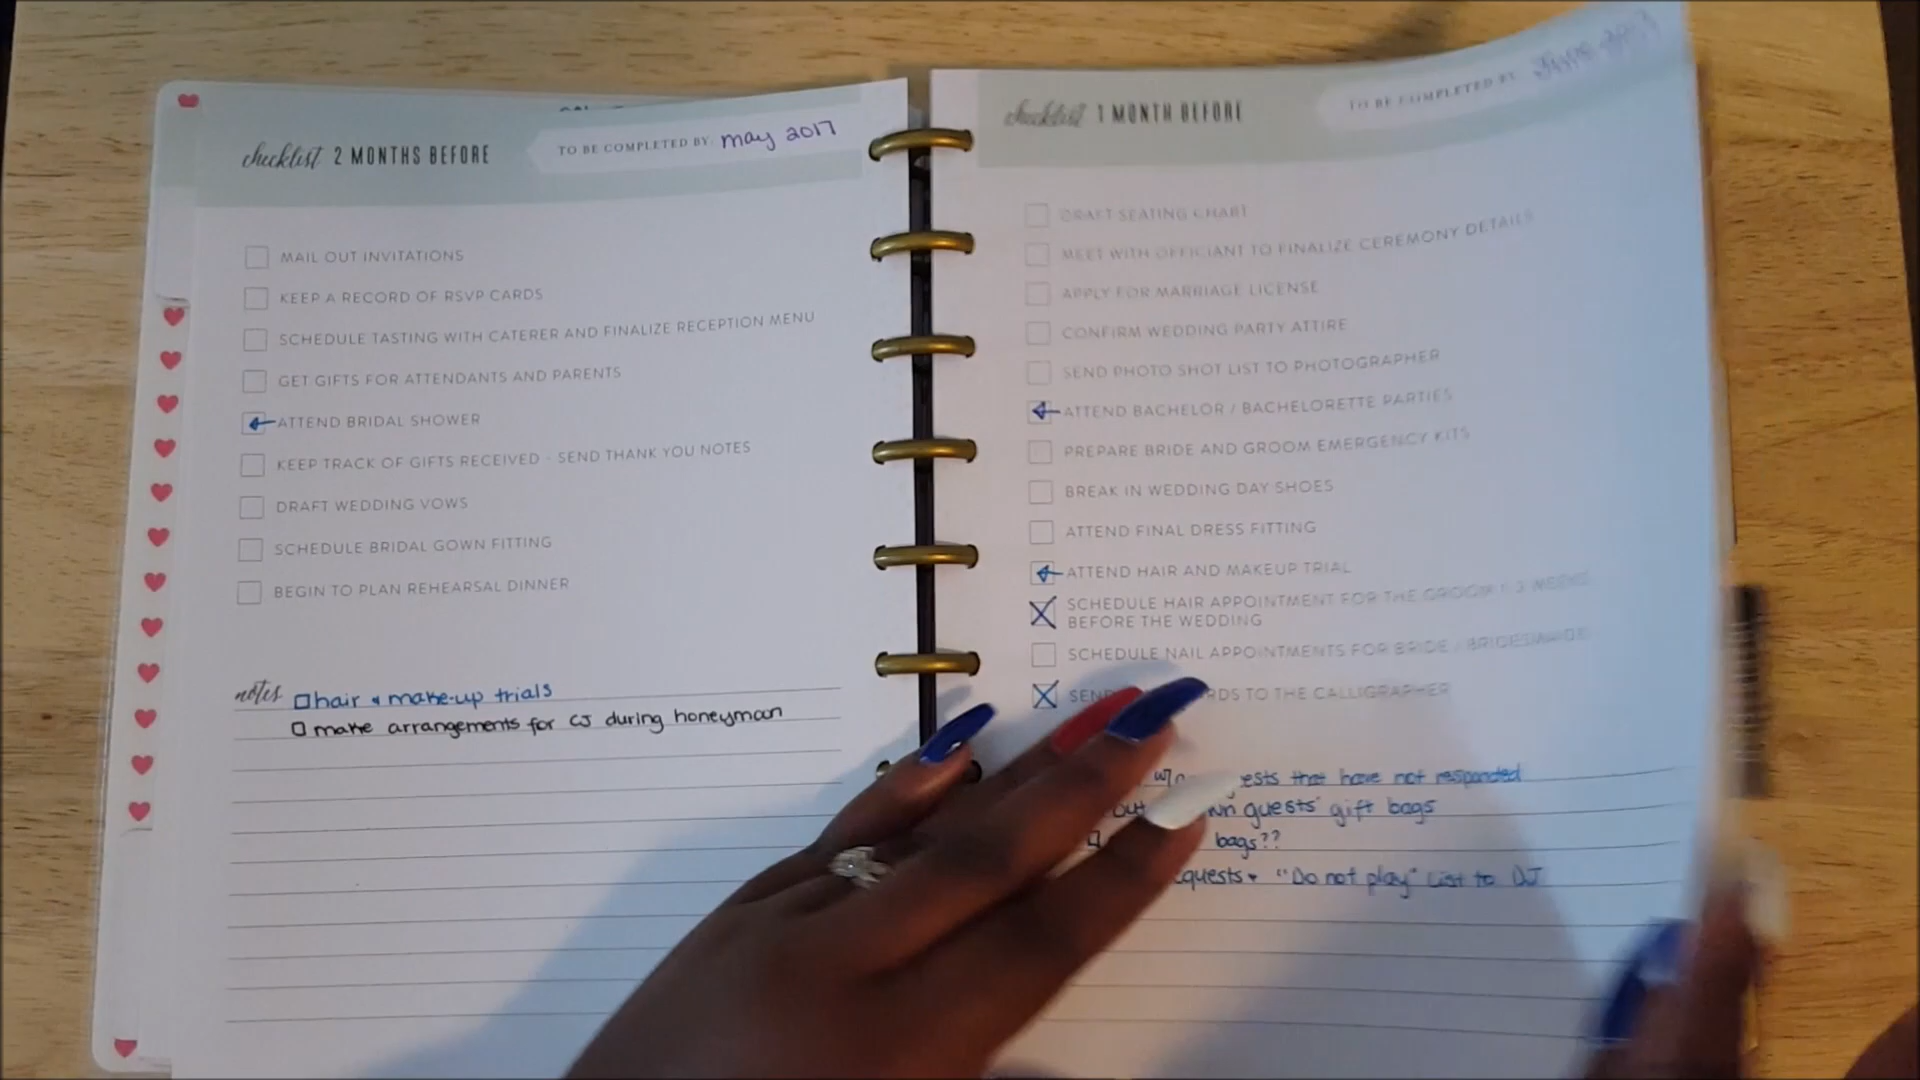 checklist 2 MONTHS BEFORE
TO BE COMPLETED BY: may 2017
MAIL OUT INVITATIONS
KEEP A RECORD OF RSVP CARDS
SCHEDULE TASTING WITH CATERER AND FINALIZE RECEPTION MENU
GET GIFTS FOR ATTENDANTS AND PARENTS
ATTEND BRIDAL SHOWER
KEEP TRACK OF GIFTS RECEIVED - SEND THANK YOU NOTES
DRAFT WEDDING VOWS
SCHEDULE BRIDAL GOWN FITTING
BEGIN TO PLAN REHEARSAL DINNER
notes hair & make-up trials
make arrangements for CJ during honeymoon
checklist 1 MONTH BEFORE
TO BE COMPLETED BY:
DRAFT SEATING CHART
MEET WITH OFFICIANT TO FINALIZE CEREMONY DETAILS
APPLY FOR MARRIAGE LICENSE
CONFIRM WEDDING PARTY ATTIRE
SEND PHOTO SHOT LIST TO PHOTOGRAPHER
ATTEND BACHELOR / BACHELORETTE PARTIES
PREPARE BRIDE AND GROOM EMERGENCY KITS
BREAK IN WEDDING DAY SHOES
ATTEND FINAL DRESS FITTING
ATTEND HAIR AND MAKEUP TRIAL
SCHEDULE HAIR APPOINTMENT FOR THE GROOM 1-3 WEEKS
BEFORE THE WEDDING
SCHEDULE NAIL APPOINTMENTS FOR BRIDE / BRIDESMAIDS
TO THE CALLIGRAPHER
that have not responded
guests' gift bags
bags??
"Do not play" list to DJ